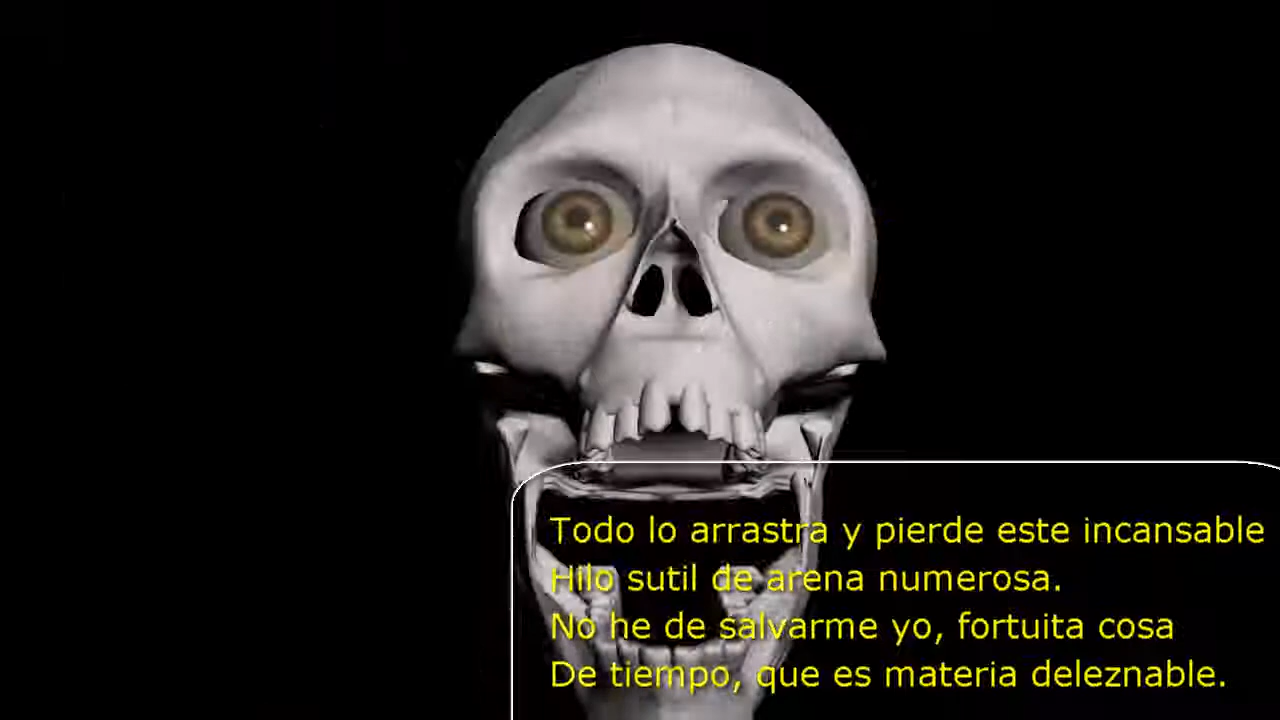 Todo lo arrastra y pierde este incansable
Hilo sutil de arena numerosa.
No he de salvarme yo, fortuita cosa
De tiempo, que es materia deleznable.